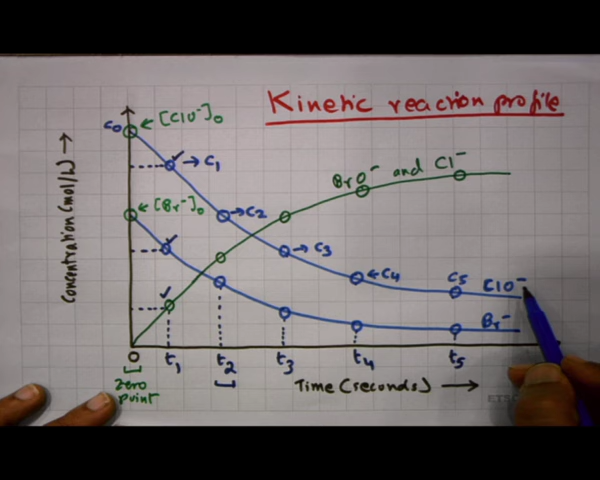 Kinetic reaction profile
C0 ← [ClO⁻]0
→ C1
BrO⁻ and Cl⁻
[Br⁻]0
→ C2
→ C3
← C4
C5 ClO⁻
Br⁻
Concentration (mol/L) →
0 t1 t2 t3 t4 t5
zero
point
Time (seconds) →